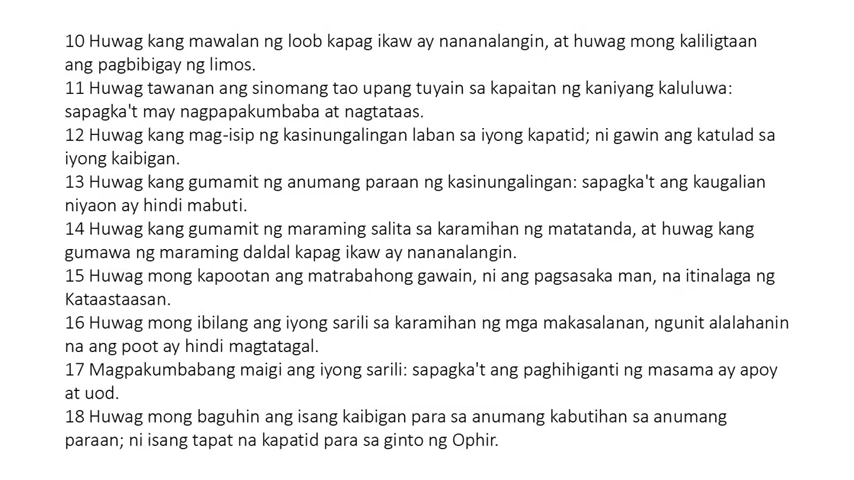 10 Huwag kang mawalan ng loob kapag ikaw ay nananalangin, at huwag mong kaliligtaan
ang pagbibigay ng limos.
11 Huwag tawanan ang sinomang tao upang tuyain sa kapaitan ng kaniyang kaluluwa:
sapagka't may nagpapakumbaba at nagtataas.
12 Huwag kang mag-isip ng kasinungalingan laban sa iyong kapatid; ni gawin ang katulad sa
iyong kaibigan.
13 Huwag kang gumamit ng anumang paraan ng kasinungalingan: sapagka't ang kaugalian
niyaon ay hindi mabuti.
14 Huwag kang gumamit ng maraming salita sa karamihan ng matatanda, at huwag kang
gumawa ng maraming daldal kapag ikaw ay nananalangin.
15 Huwag mong kapootan ang matrabahong gawain, ni ang pagsasaka man, na itinalaga ng
Kataastaasan.
16 Huwag mong ibilang ang iyong sarili sa karamihan ng mga makasalanan, ngunit alalahanin
na ang poot ay hindi magtatagal.
17 Magpakumbabang maigi ang iyong sarili: sapagka't ang paghihiganti ng masama ay apoy
at uod.
18 Huwag mong baguhin ang isang kaibigan para sa anumang kabutihan sa anumang
paraan; ni isang tapat na kapatid para sa ginto ng Ophir.